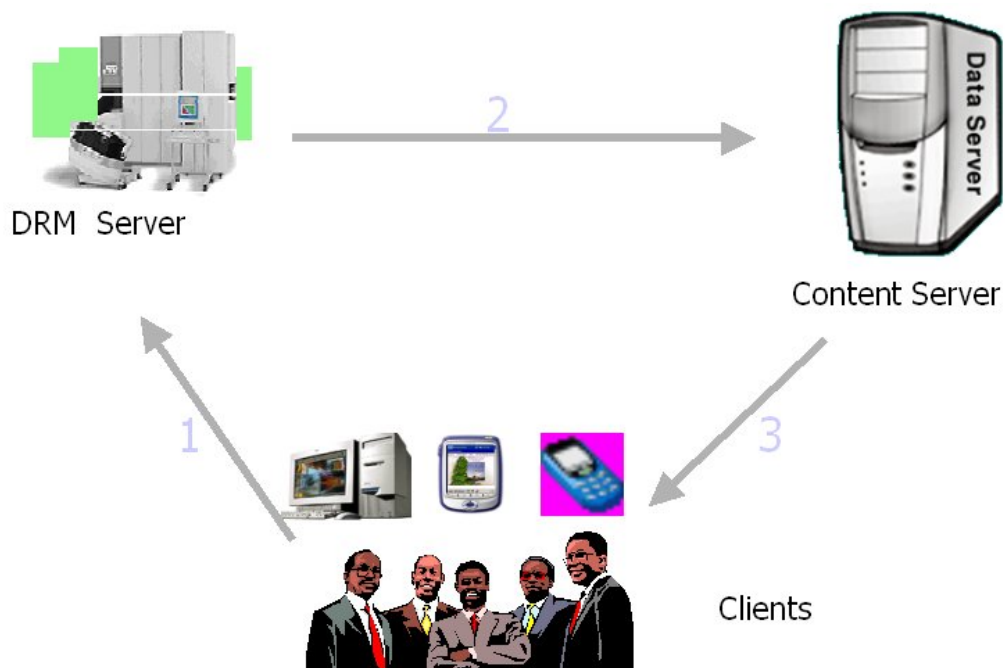 2
Data Server
DRM Server
Content Server
1
3
Clients